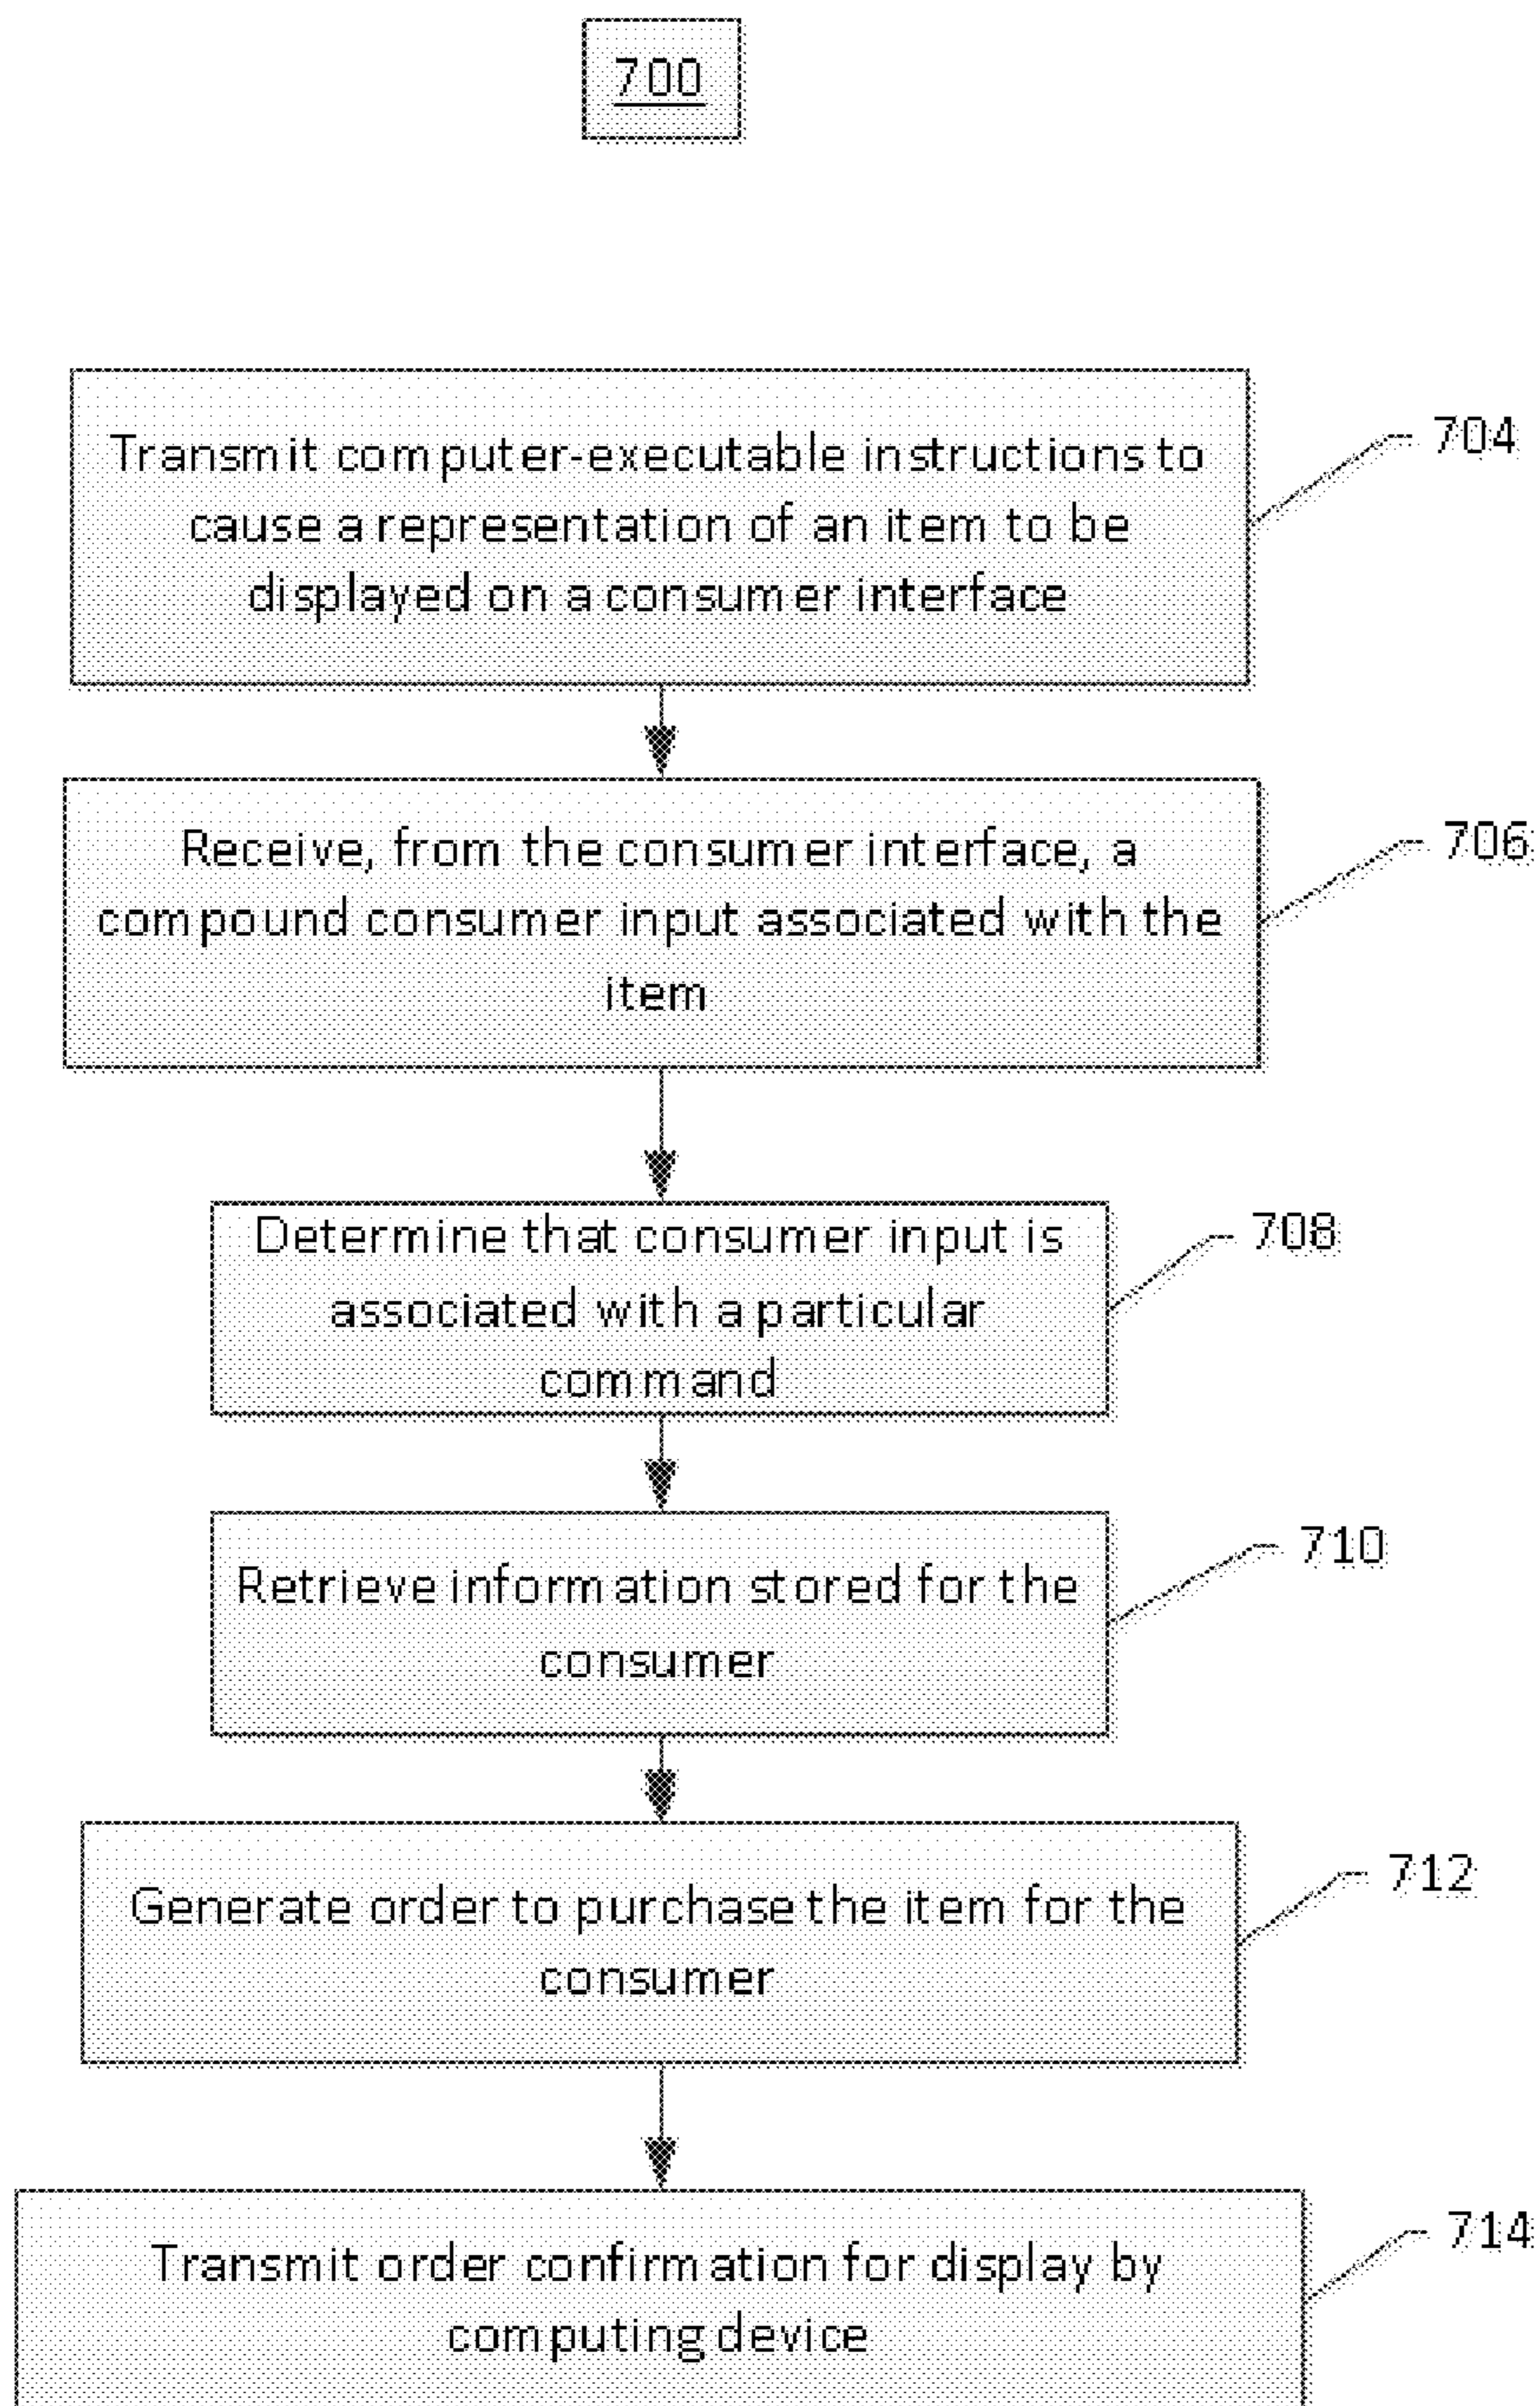 700
Transmit computer-executable instructions to
cause a representation of an item to be
displayed on a consumer interface
704
Receive, from the consumer interface, a
compound consumer input associated with the
item
706
Determine that consumer input is
associated with a particular
command
708
Retrieve information stored for the
consumer
710
Generate order to purchase the item for the
consumer
712
Transmit order confirmation for display by
computing device
714